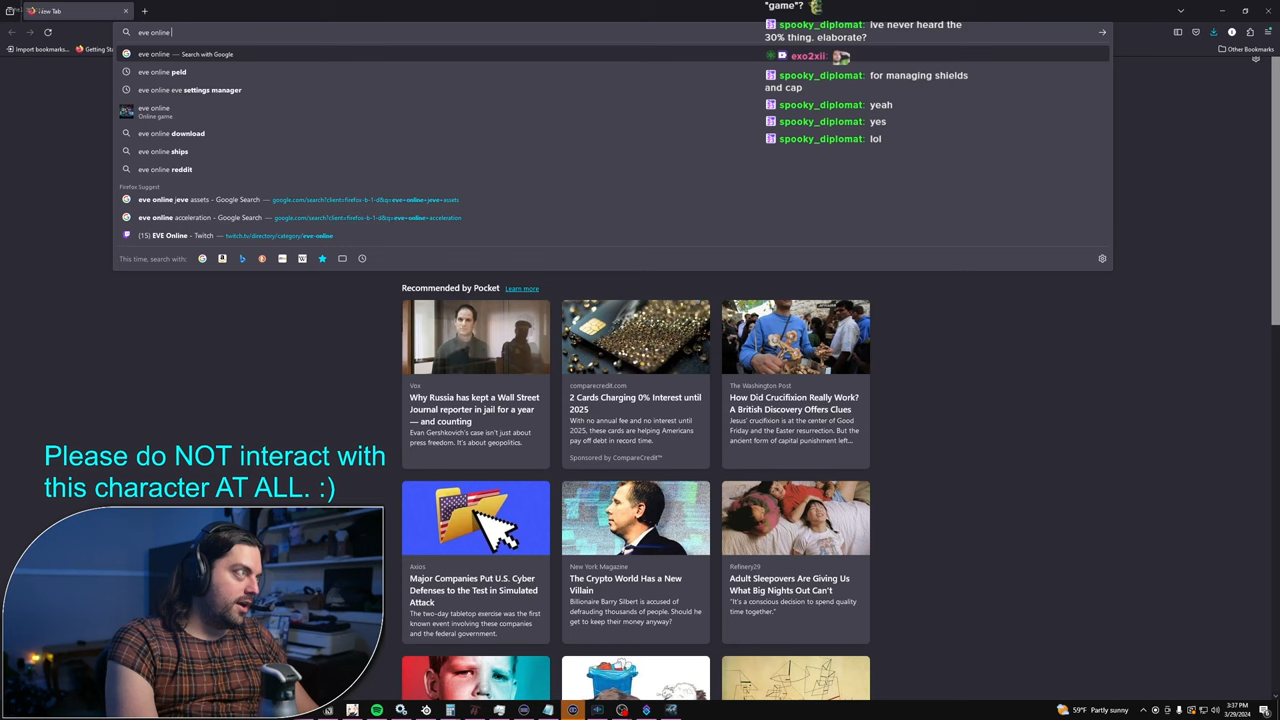 New Tab
"game"?
eve online
spooky_diplomat: Ive never heard the
30% thing. elaborate?
exo2xii:
spooky_diplomat: for managing shields
and cap
spooky_diplomat: yeah
spooky_diplomat: yes
spooky_diplomat: lol
Import bookmarks...
Getting Sta
Other Bookmarks
eve online — Search with Google
eve online peld
eve online eve settings manager
eve online
Online game
eve online download
eve online ships
eve online reddit
Firefox Suggest
eve online jeve assets - Google Search — google.com/search?client=firefox-b-1-d&q=eve+online+jeve+assets
eve online acceleration - Google Search — google.com/search?client=firefox-b-1-d&q=eve+online+acceleration
(15) EVE Online - Twitch — twitch.tv/directory/category/eve-online
This time, search with:
Recommended by Pocket Learn more
Vox
Why Russia has kept a Wall Street
Journal reporter in jail for a year
— and counting
Evan Gershkovich's case isn't just about
press freedom. It's about geopolitics.
comparecredit.com
2 Cards Charging 0% Interest until
2025
With no annual fee and no interest until
2025, these cards are helping Americans
pay off debt in record time.
Sponsored by CompareCredit™
The Washington Post
How Did Crucifixion Really Work?
A British Discovery Offers Clues
Jesus' crucifixion is at the center of Good
Friday and the Easter resurrection. But the
ancient form of capital punishment left...
Please do NOT interact with
this character AT ALL. :)
Axios
Major Companies Put U.S. Cyber
Defenses to the Test in Simulated
Attack
The two-day tabletop exercise was the first
known event involving these companies
and the federal government.
New York Magazine
The Crypto World Has a New
Villain
Billionaire Barry Silbert is accused of
defrauding thousands of people. Should he
get to keep their money anyway?
Refinery29
Adult Sleepovers Are Giving Us
What Big Nights Out Can't
"It's a conscious decision to spend quality
time together."
59°F Partly sunny
3:37 PM
3/29/2024